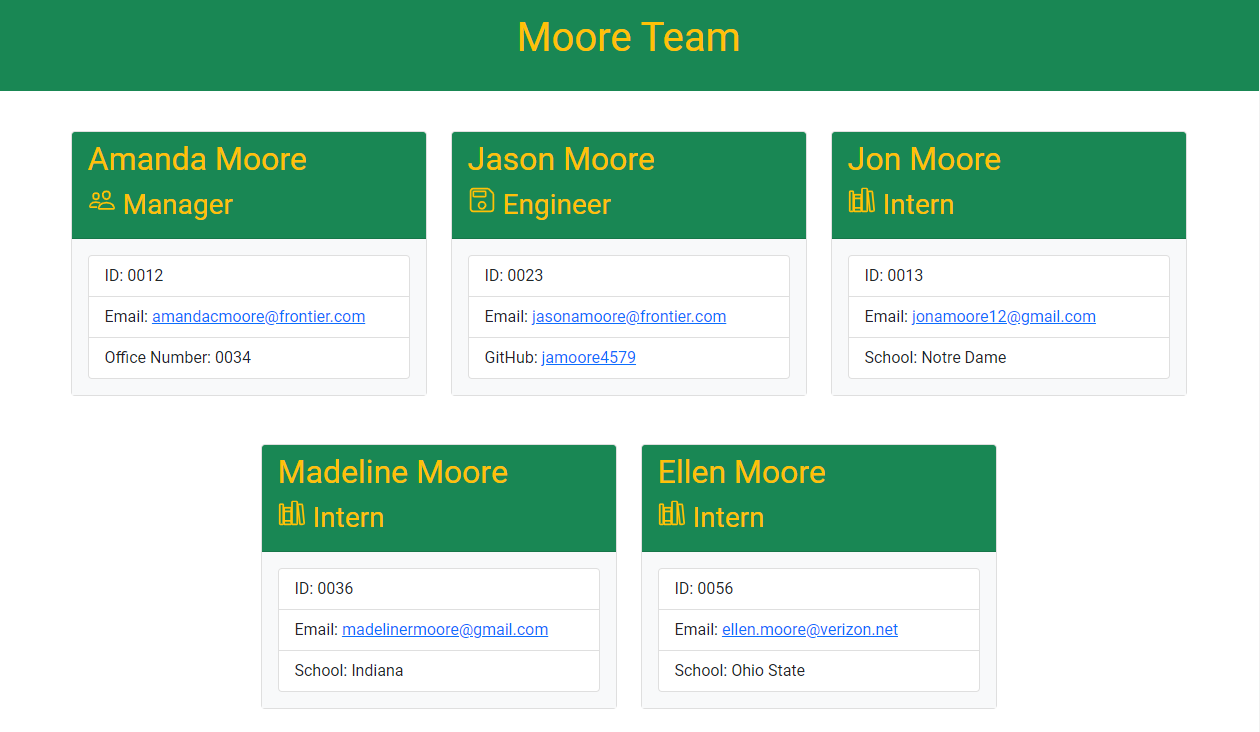 Moore Team
Amanda Moore
Manager
ID: 0012
Email: amandacmoore@frontier.com
Office Number: 0034
Jason Moore
Engineer
ID: 0023
Email: jasonamoore@frontier.com
GitHub: jamoore4579
Jon Moore
Intern
ID: 0013
Email: jonamoore12@gmail.com
School: Notre Dame
Madeline Moore
Intern
ID: 0036
Email: madelinermoore@gmail.com
School: Indiana
Ellen Moore
Intern
ID: 0056
Email: ellen.moore@verizon.net
School: Ohio State